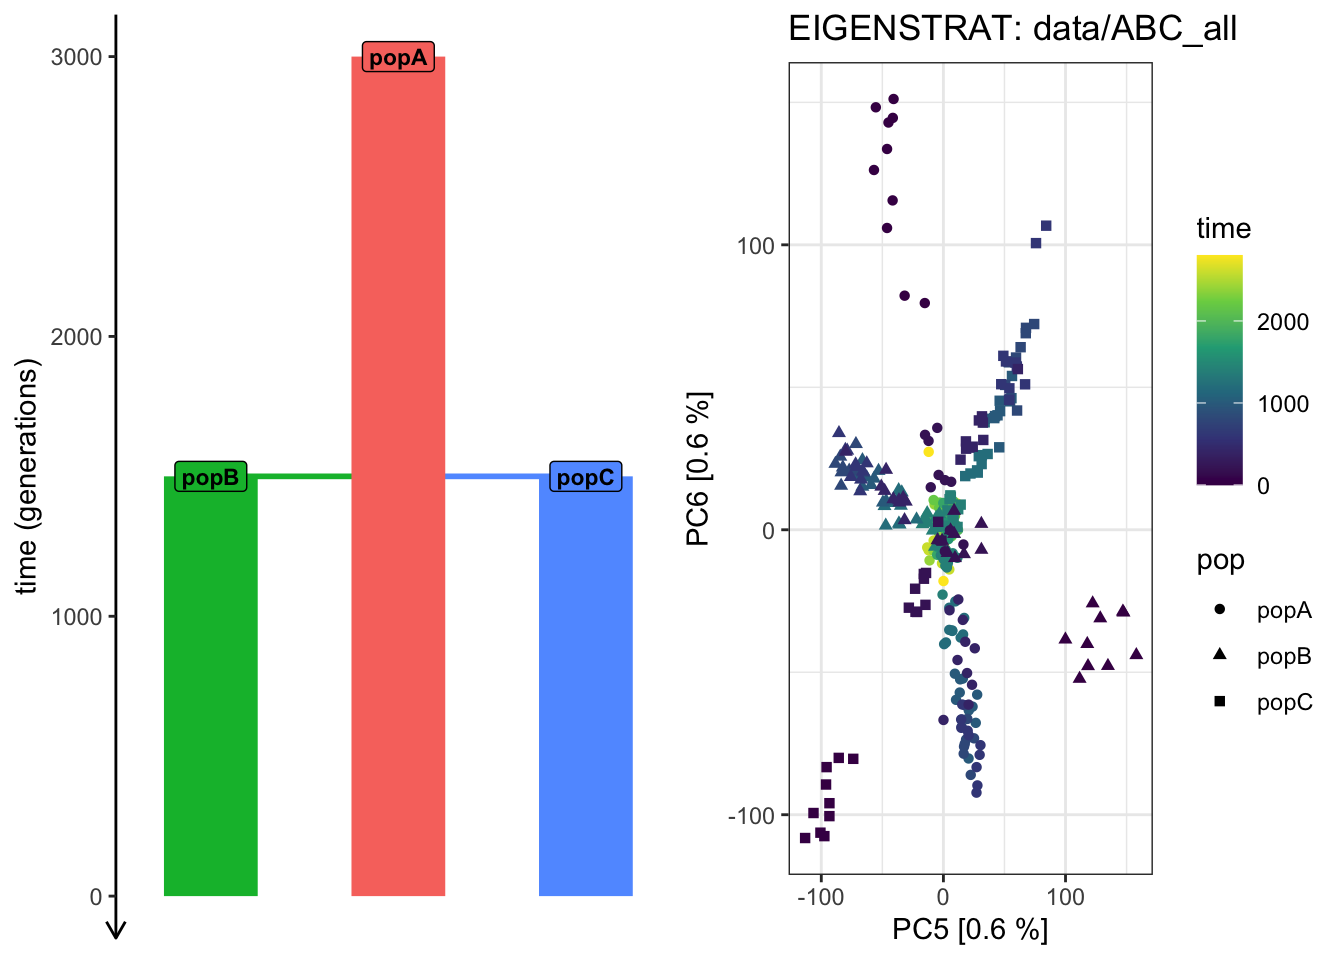 time (generations)
3000
2000
1000
0
popA
popB
popC
EIGENSTRAT: data/ABC_all
PC6 [0.6 %]
100
0
-100
-100
0
100
PC5 [0.6 %]
time
2000
1000
0
pop
popA
popB
popC